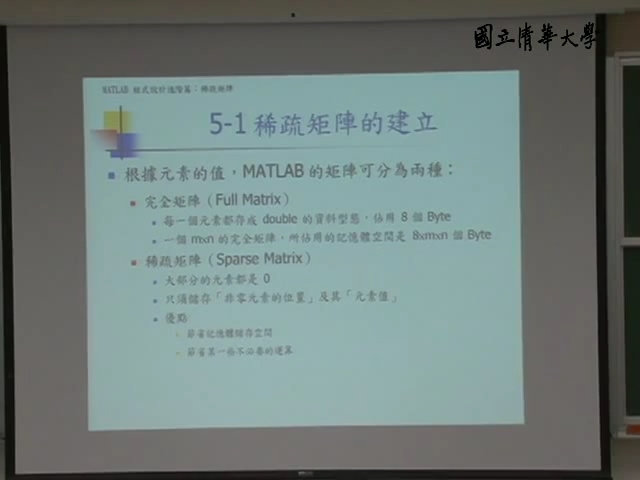 國立清華大學
MATLAB 程式設計進階篇：稀疏矩陣
5-1 稀疏矩陣的建立
根據元素的值，MATLAB 的矩陣可分為兩種：
完全矩陣（Full Matrix）
每一個元素都存成 double 的資料型態，佔用 8 個 Byte
一個 mxn 的完全矩陣，所佔用的記憶體空間是 8xmxn 個 Byte
稀疏矩陣（Sparse Matrix）
大部分的元素都是 0
只須儲存「非零元素的位置」及其「元素值」
優點
節省記憶體儲存空間
節省某一些不必要的運算